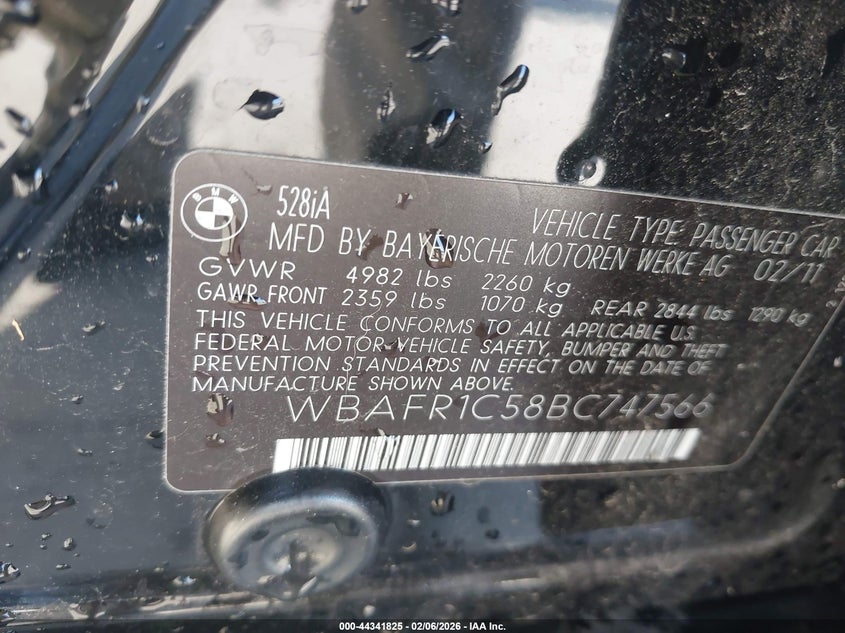 BMW
528iA
VEHICLE TYPE PASSENGER CAR
MFD BY BAYERISCHE MOTOREN WERKE AG 02/11
GVWR 4982 lbs 2260 kg
GAWR FRONT 2359 lbs 1070 kg REAR 2844 lbs 1290 kg
THIS VEHICLE CONFORMS TO ALL APPLICABLE U.S.
FEDERAL MOTOR VEHICLE SAFETY, BUMPER AND THEFT
PREVENTION STANDARDS IN EFFECT ON THE DATE OF
MANUFACTURE SHOWN ABOVE.
WBAFR1C58BC747566
000-44341825 - 02/06/2026 - IAA Inc.